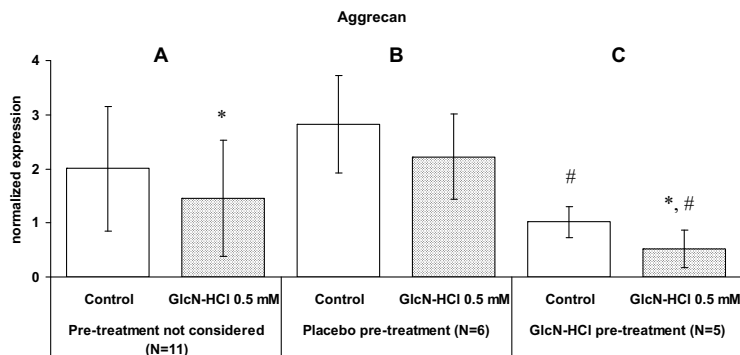 Aggrecan
A B C
normalized expression
4
3
2
1
0
*
#
*, #
Control GlcN-HCl 0.5 mM Control GlcN-HCl 0.5 mM Control GlcN-HCl 0.5 mM
Pre-treatment not considered (N=11) Placebo pre-treatment (N=6) GlcN-HCl pre-treatment (N=5)